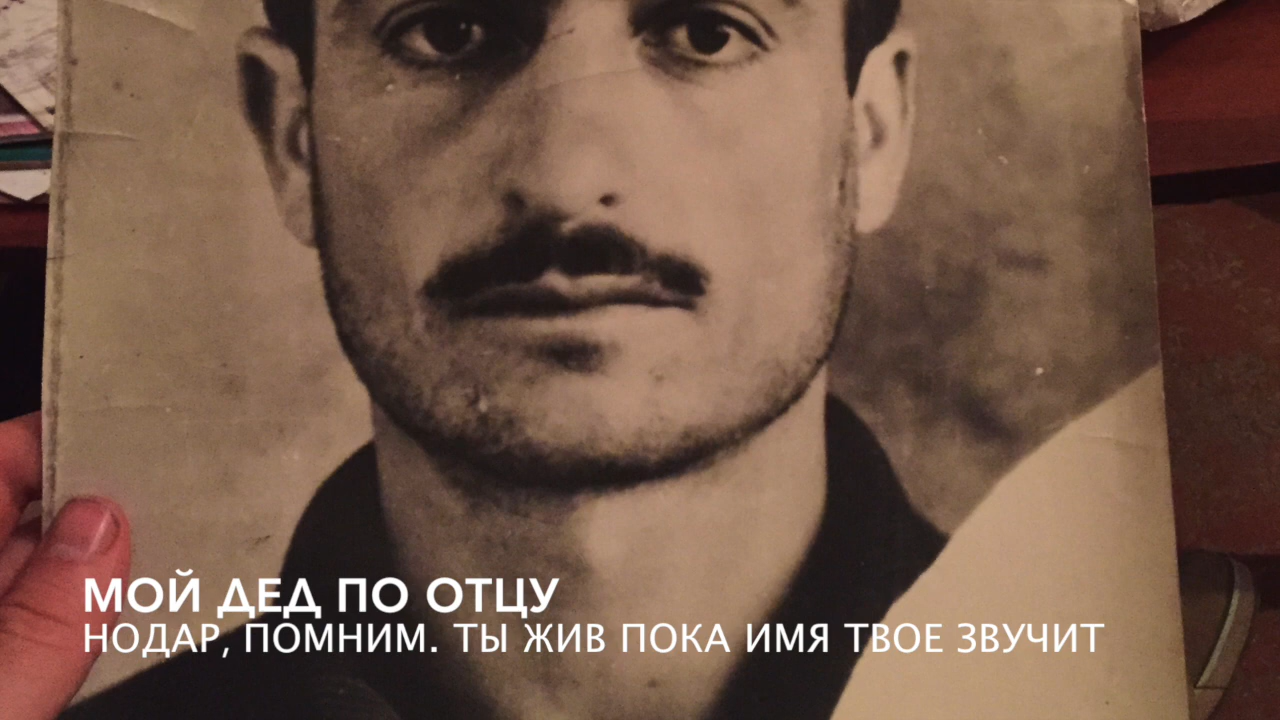 МОЙ ДЕД ПО ОТЦУ
НОДАР, ПОМНИМ. ТЫ ЖИВ ПОКА ИМЯ ТВОЕ ЗВУЧИТ